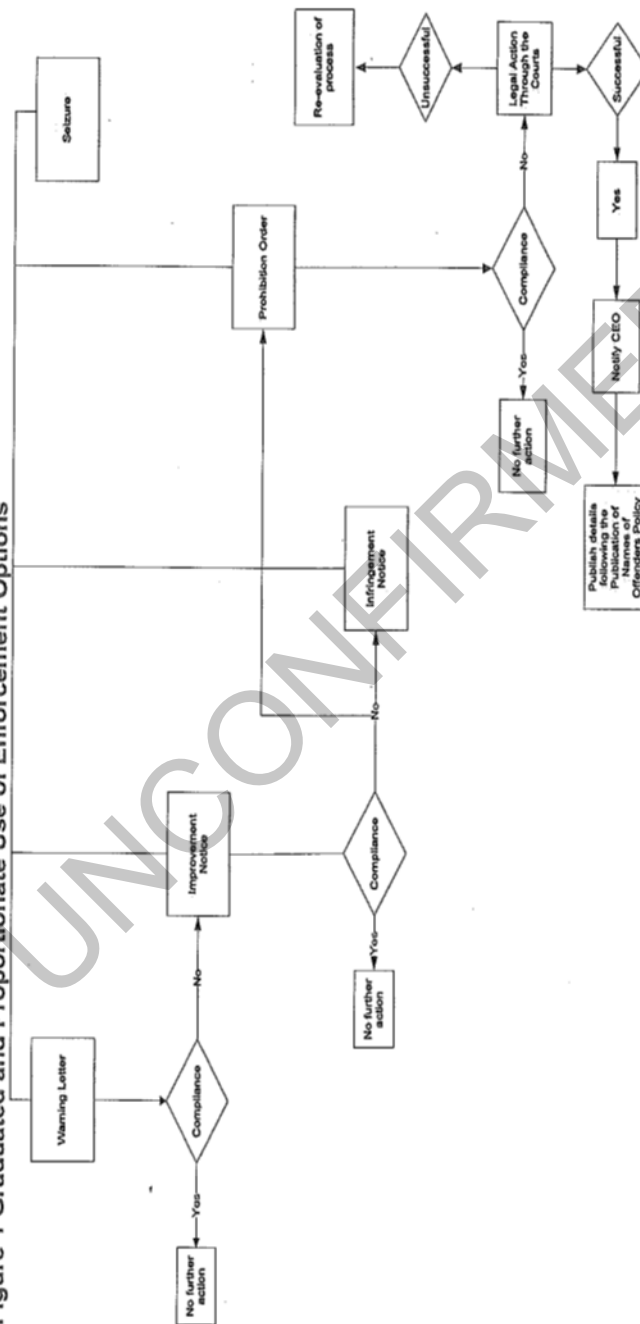 Figure 1 Graduated and Proportionate Use of Enforcement Options
Warning Letter
Seizure
Compliance
Yes
No further
action
No
Improvement
Notice
Prohibition Order
Compliance
Yes
No further
action
No
Infringement
Notice
Compliance
Yes
No further
action
No
Legal Action
Through the
Courts
Unsuccessful
Re-evaluation of
process
Successful
Yes
Notify CEO
Publish details
following the
Publication of
Names of
Offenders Policy
UNCONFIRME